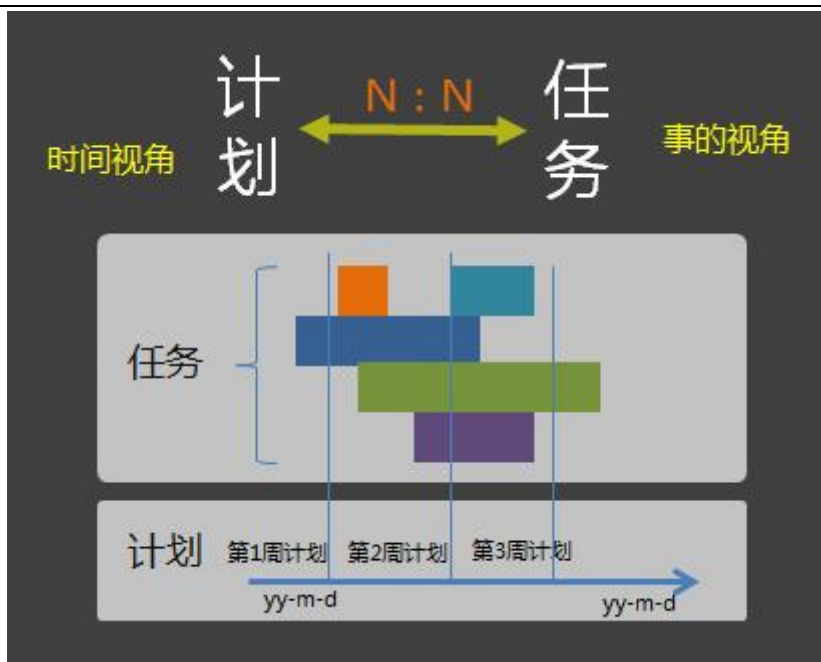 计划
N : N
任务
时间视角
事的视角
任务
计划
第1周计划
第2周计划
第3周计划
yy-m-d
yy-m-d